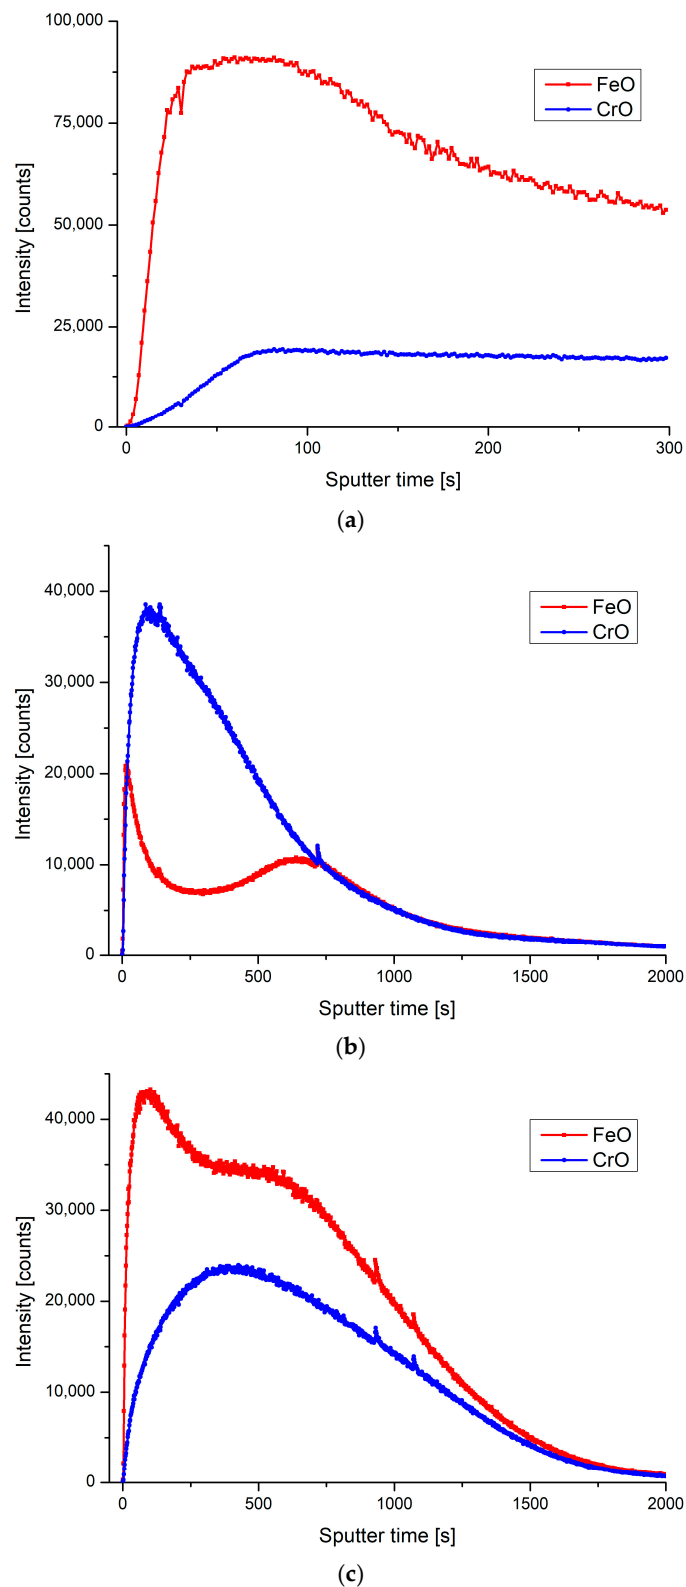 100,000
75,000
50,000
25,000
0
Intensity [counts]
FeO
CrO
0 100 200 300
Sputter time [s]
(a)
40,000
30,000
20,000
10,000
0
Intensity [counts]
FeO
CrO
0 500 1000 1500 2000
Sputter time [s]
(b)
40,000
30,000
20,000
10,000
0
Intensity [counts]
FeO
CrO
0 500 1000 1500 2000
Sputter time [s]
(c)